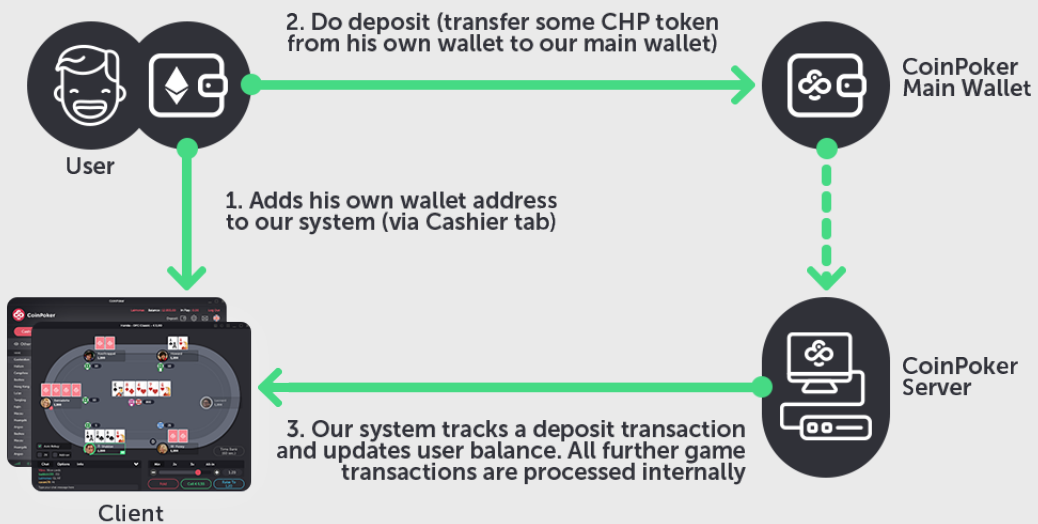 2. Do deposit (transfer some CHP token
from his own wallet to our main wallet)
CoinPoker
Main Wallet
User
1. Adds his own wallet address
to our system (via Cashier tab)
CoinPoker
CoinPoker
Server
3. Our system tracks a deposit transaction
and updates user balance. All further game
transactions are processed internally
Client